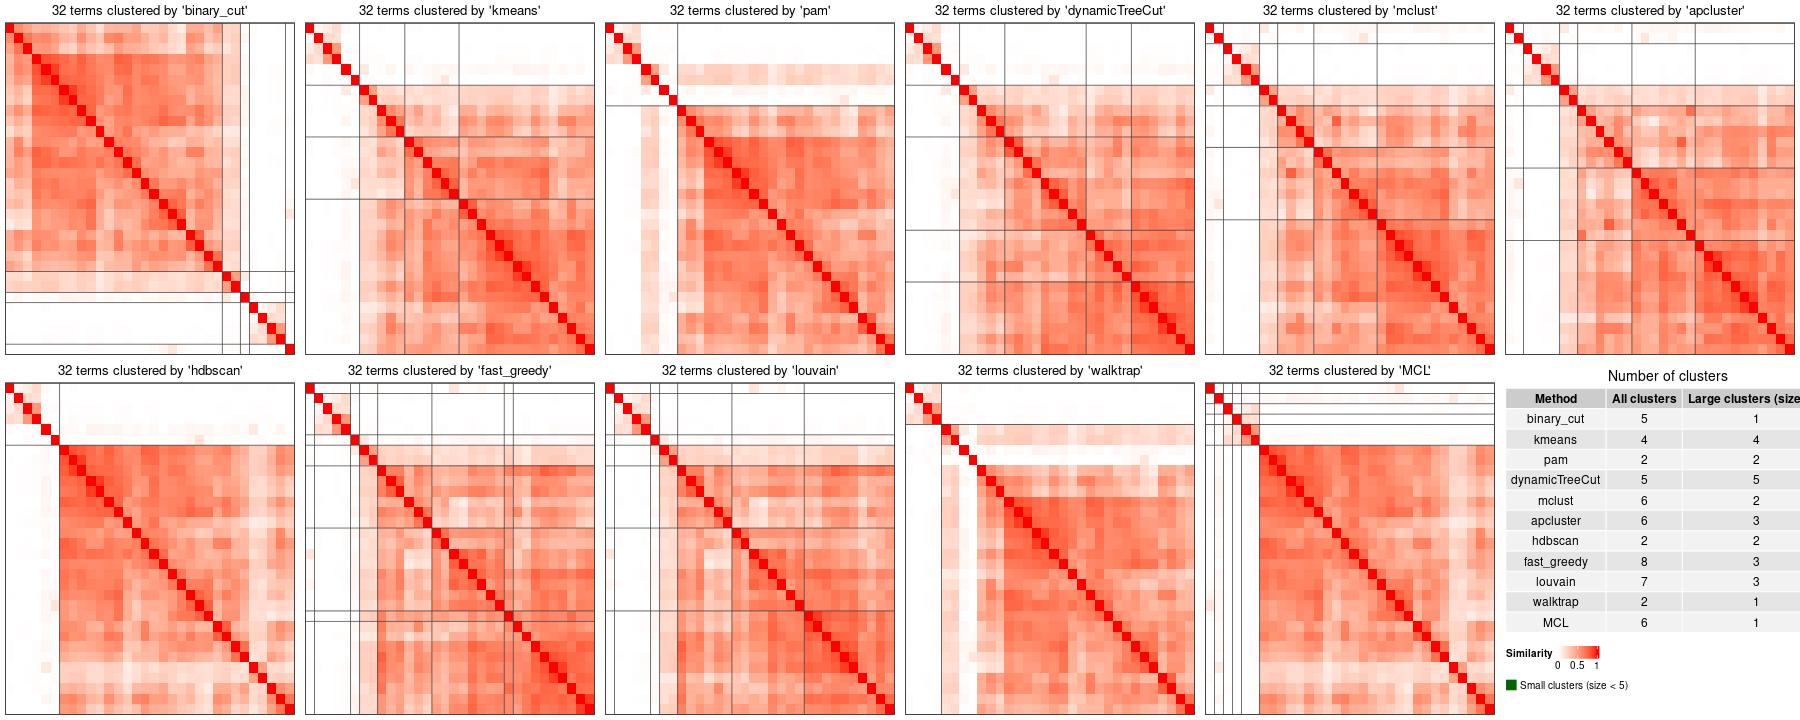 32 terms clustered by 'binary_cut'
32 terms clustered by 'kmeans'
32 terms clustered by 'pam'
32 terms clustered by 'dynamicTreeCut'
32 terms clustered by 'mclust'
32 terms clustered by 'apcluster'
32 terms clustered by 'hdbscan'
32 terms clustered by 'fast_greedy'
32 terms clustered by 'louvain'
32 terms clustered by 'walktrap'
32 terms clustered by 'MCL'
Number of clusters
Method All clusters Large clusters (size
binary_cut 5 1
kmeans 4 4
pam 2 2
dynamicTreeCut 5 5
mclust 6 2
apcluster 6 3
hdbscan 2 2
fast_greedy 8 3
louvain 7 3
walktrap 2 1
MCL 6 1
Similarity
0 0.5 1
Small clusters (size < 5)